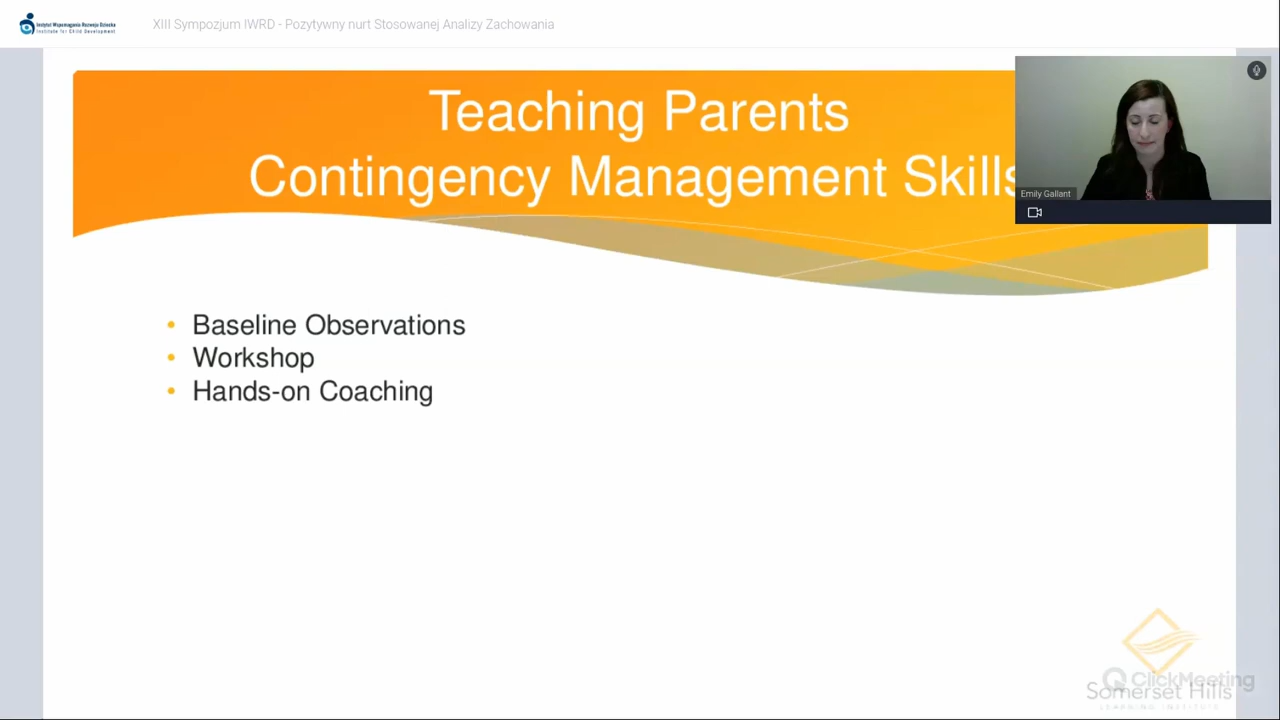 Instytut Wspomagania Rozwoju Dziecka
Institute for Child Development
XIII Sympozjum IWRD - Pozytywny nurt Stosowanej Analizy Zachowania
Teaching Parents
Contingency Management Skills
Emily Gallant
• Baseline Observations
• Workshop
• Hands-on Coaching
ClickMeeting
Somerset Hills
LEARNING INSTITUTE